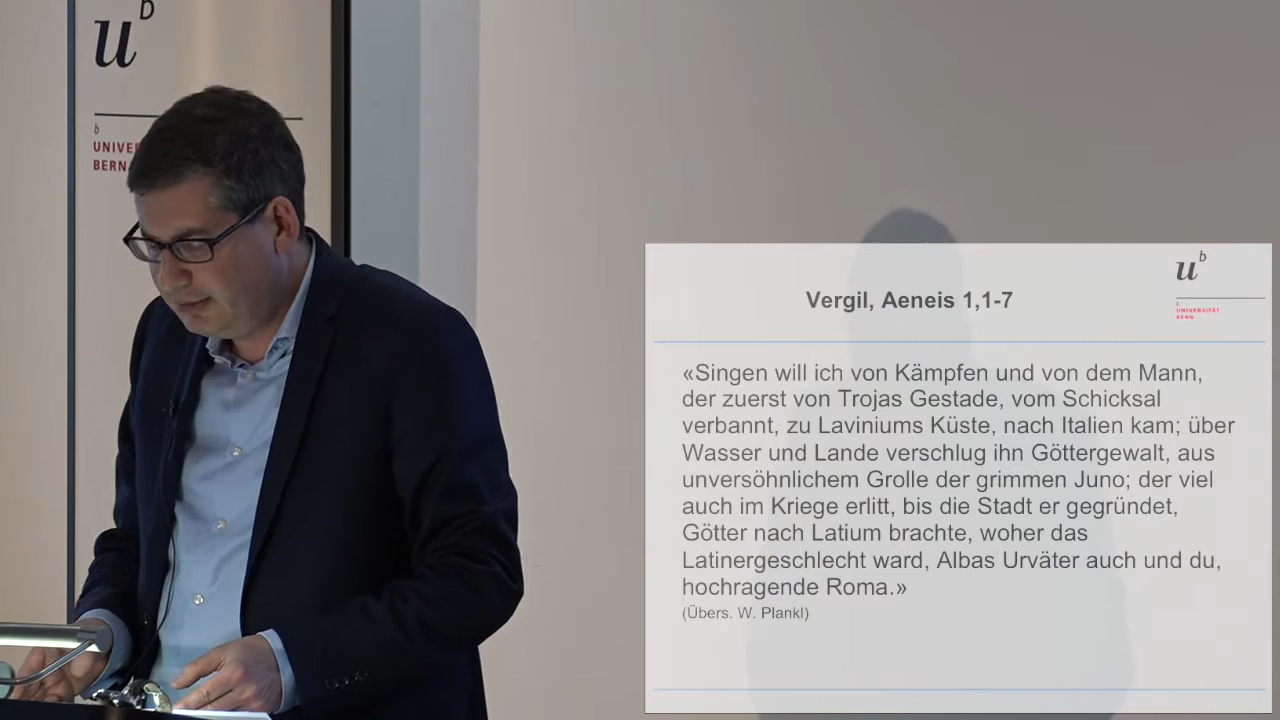 u b
b
UNIVE
BERN
u b
b
UNIVERSITÄT
BERN
Vergil, Aeneis 1,1-7
«Singen will ich von Kämpfen und von dem Mann,
der zuerst von Trojas Gestade, vom Schicksal
verbannt, zu Laviniums Küste, nach Italien kam; über
Wasser und Lande verschlug ihn Göttergewalt, aus
unversöhnlichem Grolle der grimmen Juno; der viel
auch im Kriege erlitt, bis die Stadt er gegründet,
Götter nach Latium brachte, woher das
Latinergeschlecht ward, Albas Urväter auch und du,
hochragende Roma.»
(Übers. W. Plankl)